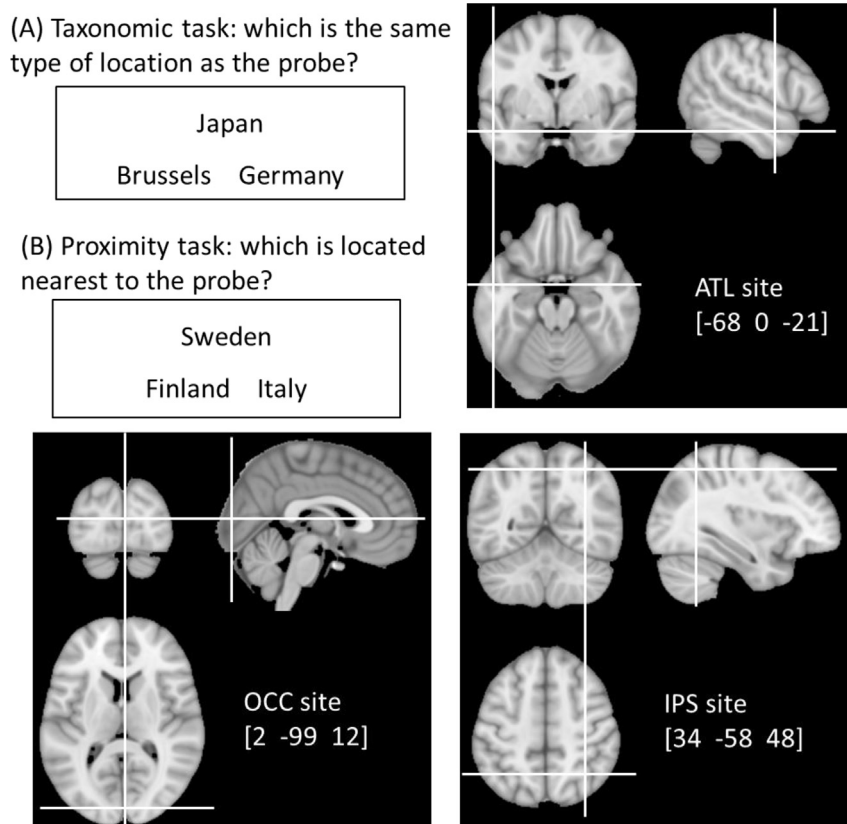 (A) Taxonomic task: which is the same
type of location as the probe?
Japan
Brussels Germany
(B) Proximity task: which is located
nearest to the probe?
Sweden
Finland Italy
ATL site
[-68 0 -21]
OCC site
[2 -99 12]
IPS site
[34 -58 48]